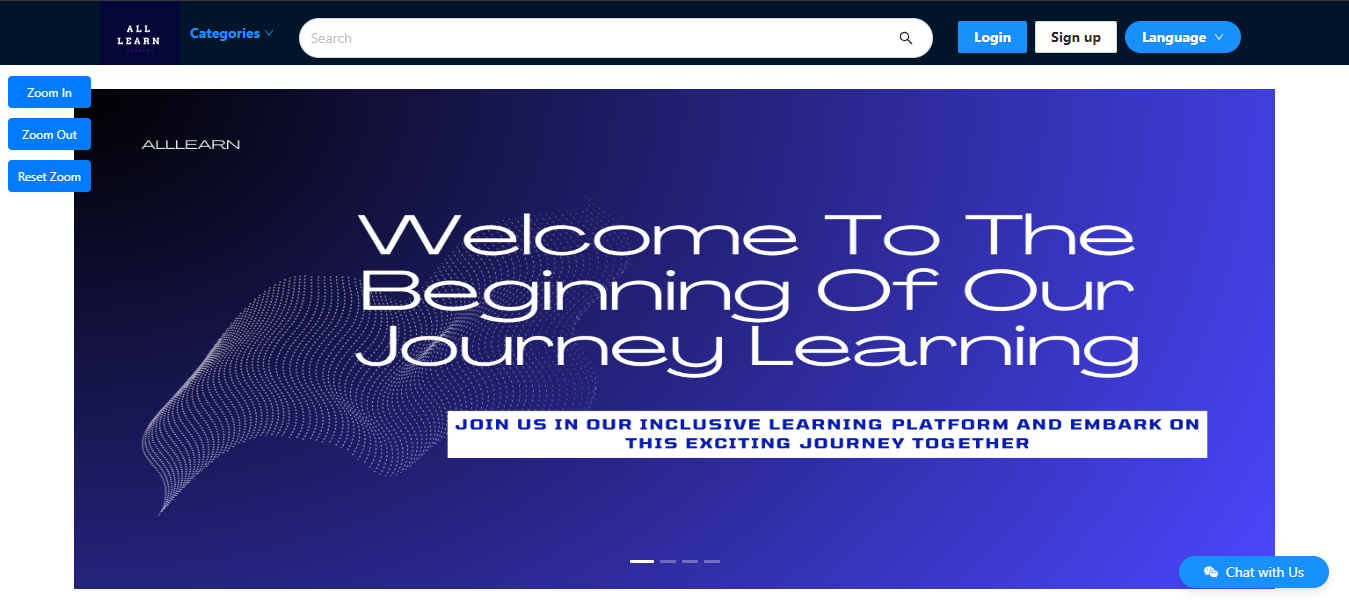 ALL
LEARN
Categories
Search
Login
Sign up
Language
Zoom In
Zoom Out
Reset Zoom
ALLLEARN
Welcome To The
Beginning Of Our
Journey Learning
JOIN US IN OUR INCLUSIVE LEARNING PLATFORM AND EMBARK ON
THIS EXCITING JOURNEY TOGETHER
Chat with Us